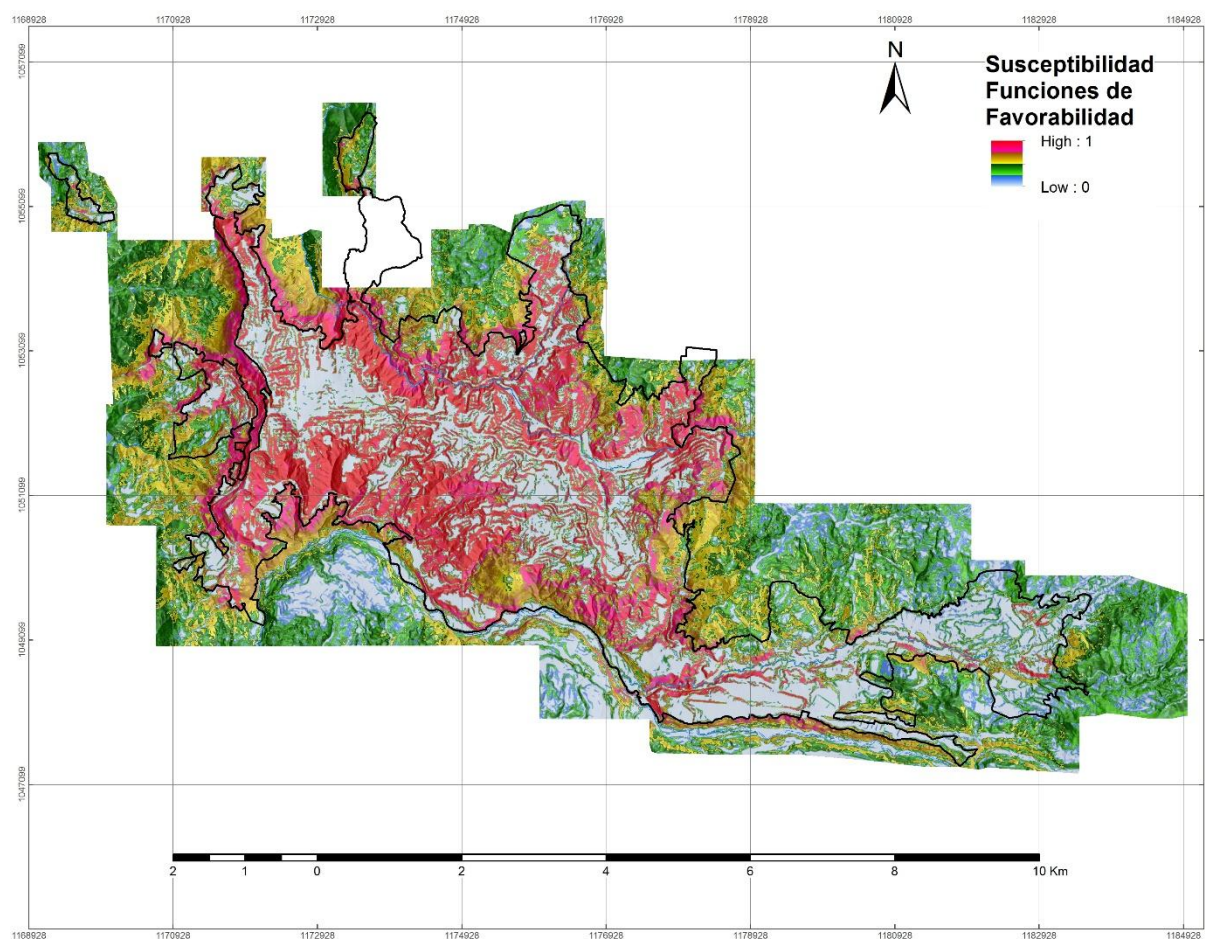 1168928 1170928 1172928 1174928 1176928 1178928 1180928 1182928 1184928
1057099
1055099
1053099
1051099
1049099
1047099
N
Susceptibilidad
Funciones de
Favorabilidad
High : 1
Low : 0
2 1 0 2 4 6 8 10 Km
1168928 1170928 1172928 1174928 1176928 1178928 1180928 1182928 1184928